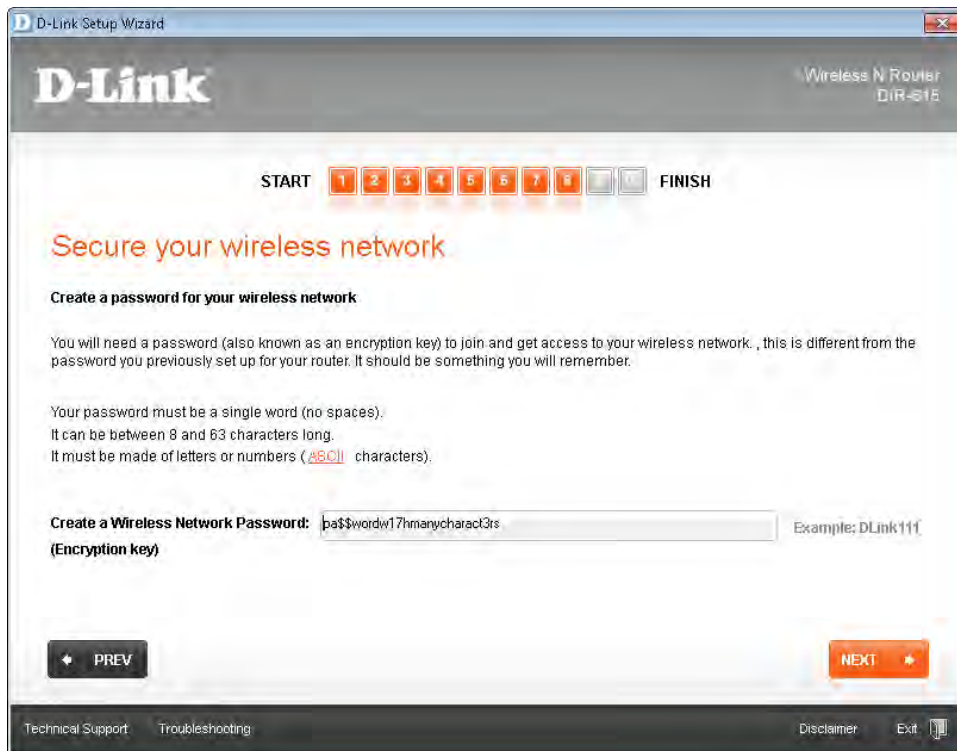 D-Link Setup Wizard
D-Link
Wireless N Router
DIR-615
START 1 2 3 4 5 6 7 8 FINISH
Secure your wireless network
Create a password for your wireless network
You will need a password (also known as an encryption key) to join and get access to your wireless network. , this is different from the
password you previously set up for your router. It should be something you will remember.
Your password must be a single word (no spaces).
It can be between 8 and 63 characters long.
It must be made of letters or numbers ( ASCII characters).
Create a Wireless Network Password: pa$$wordw17hmanycharact3rs Example: DLink111
(Encryption key)
PREV
NEXT
Technical Support Troubleshooting Disclaimer Exit